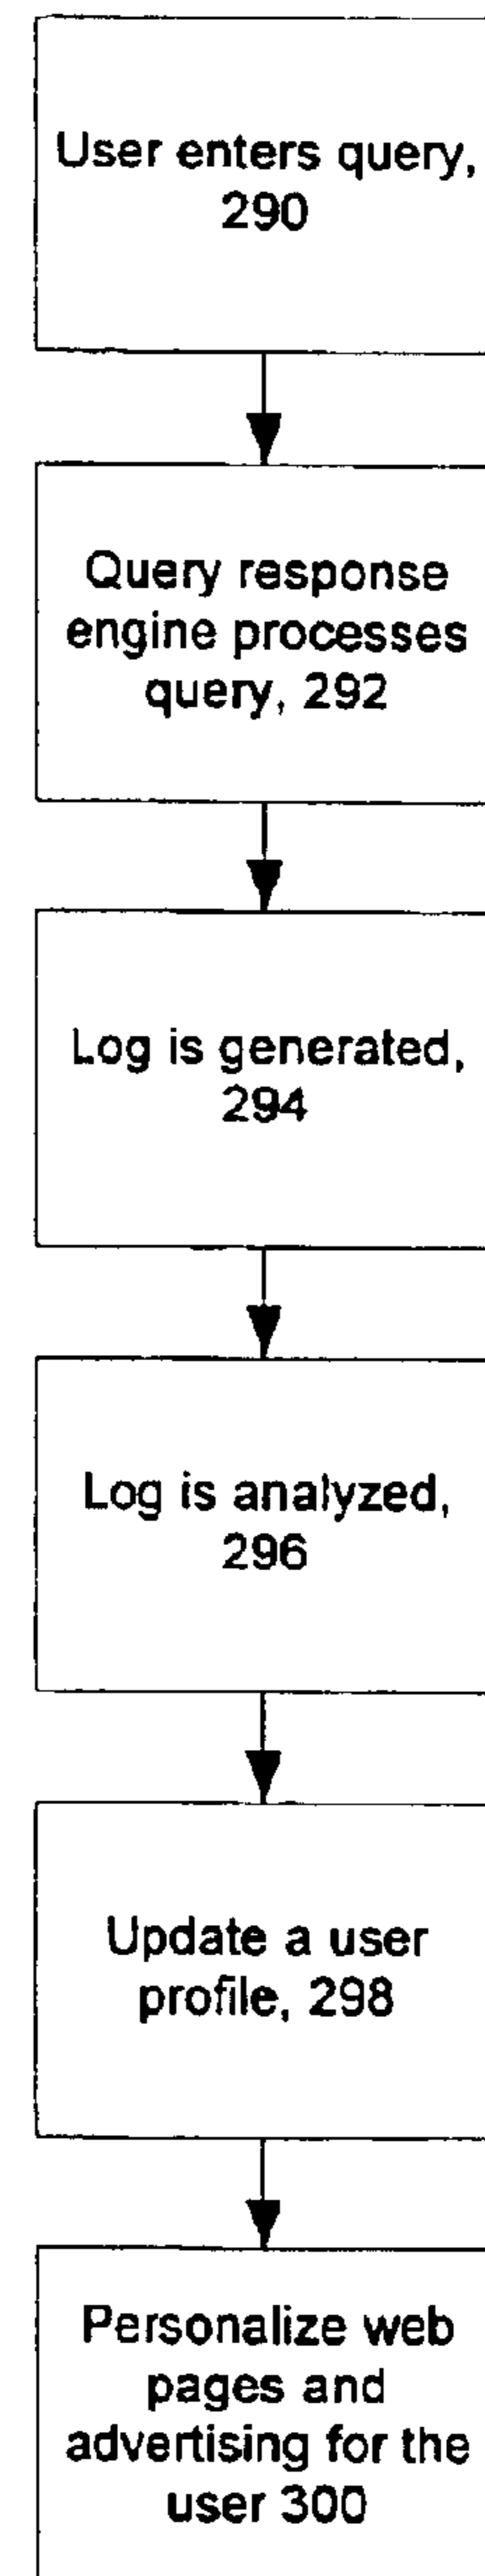 User enters query,
290
Query response
engine processes
query, 292
Log is generated,
294
Log is analyzed,
296
Update a user
profile, 298
Personalize web
pages and
advertising for the
user 300